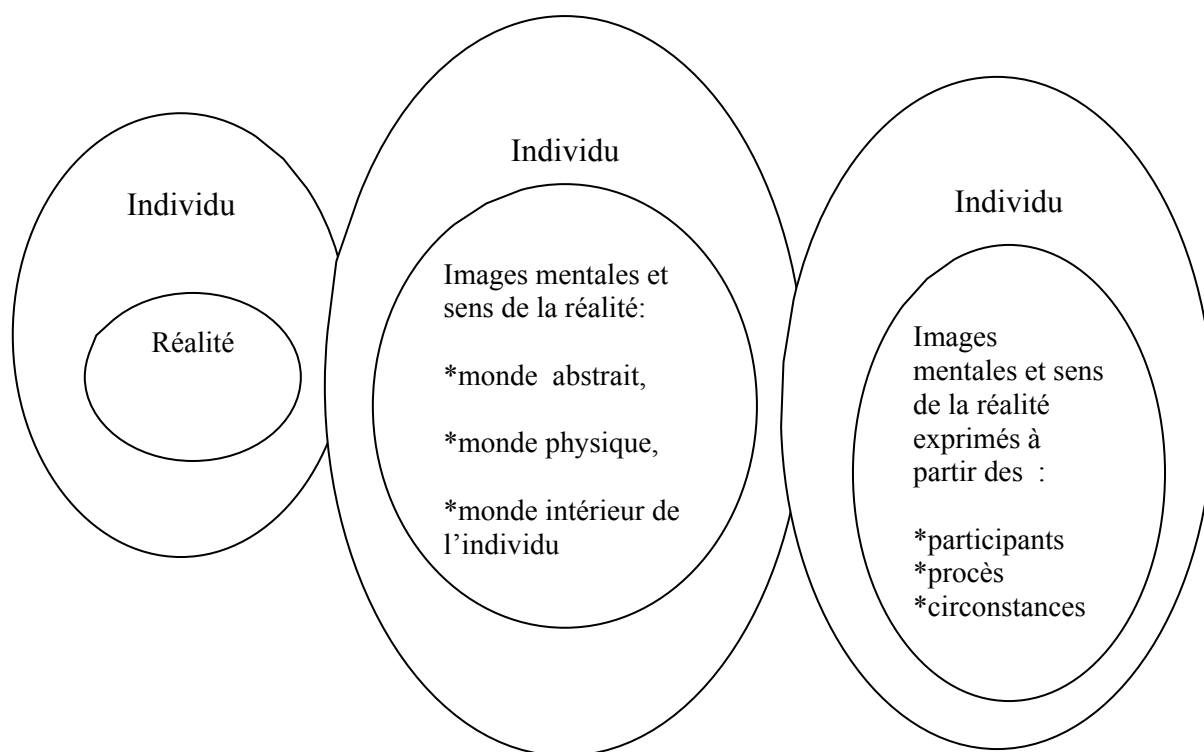 Individu
Réalité
Individu
Images mentales et
sens de la réalité:
*monde abstrait,
*monde physique,
*monde intérieur de
l’individu
Individu
Images
mentales et sens
de la réalité
exprimés à
partir des :
*participants
*procès
*circonstances